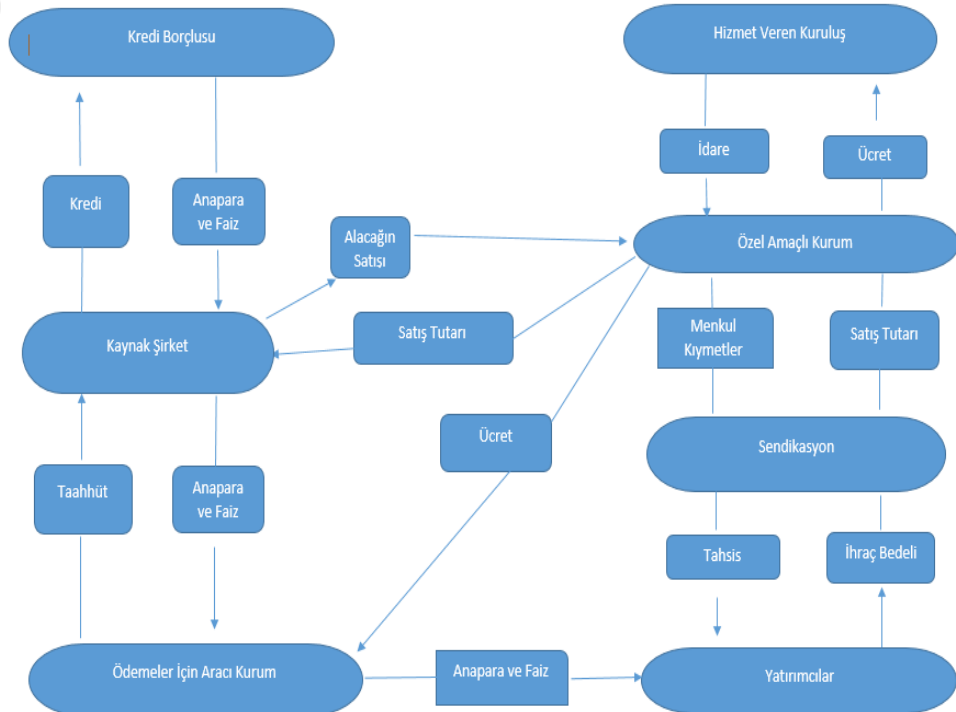 Kredi Borçlusu
Hizmet Veren Kuruluş
İdare
Ücret
Kredi
Anapara
ve Faiz
Alacağın
Satışı
Özel Amaçlı Kurum
Kaynak Şirket
Satış Tutarı
Menkul
Kıymetler
Satış Tutarı
Ücret
Sendikasyon
Taahhüt
Anapara
ve Faiz
Tahsis
İhraç Bedeli
Ödemeler İçin Aracı Kurum
Anapara ve Faiz
Yatırımcılar